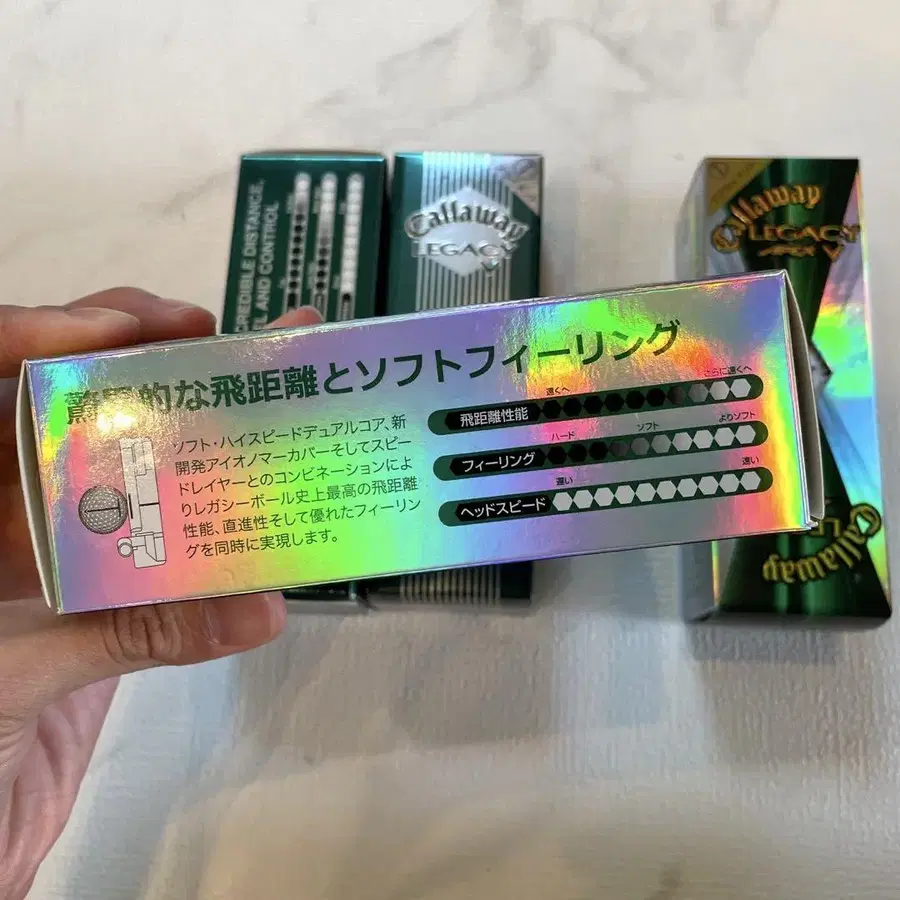 CREDIBLE DISTANCE,
EL AND CONTROL
Callaway
LEGACY
Callaway
LEGACY
APEX
Callaway
驚異的な飛距離とソフトフィーリング
ソフト・ハイスピードデュアルコア、新
開発アイオノマーカバーそしてスピー
ドレイヤーとのコンビネーションによ
りレガシーボール史上最高の飛距離
性能、直進性そして優れたフィーリン
グを同時に実現します。
遠くへ さらに遠くへ
飛距離性能
ハード ソフト よりソフト
フィーリング
遅い 速い
ヘッドスピード